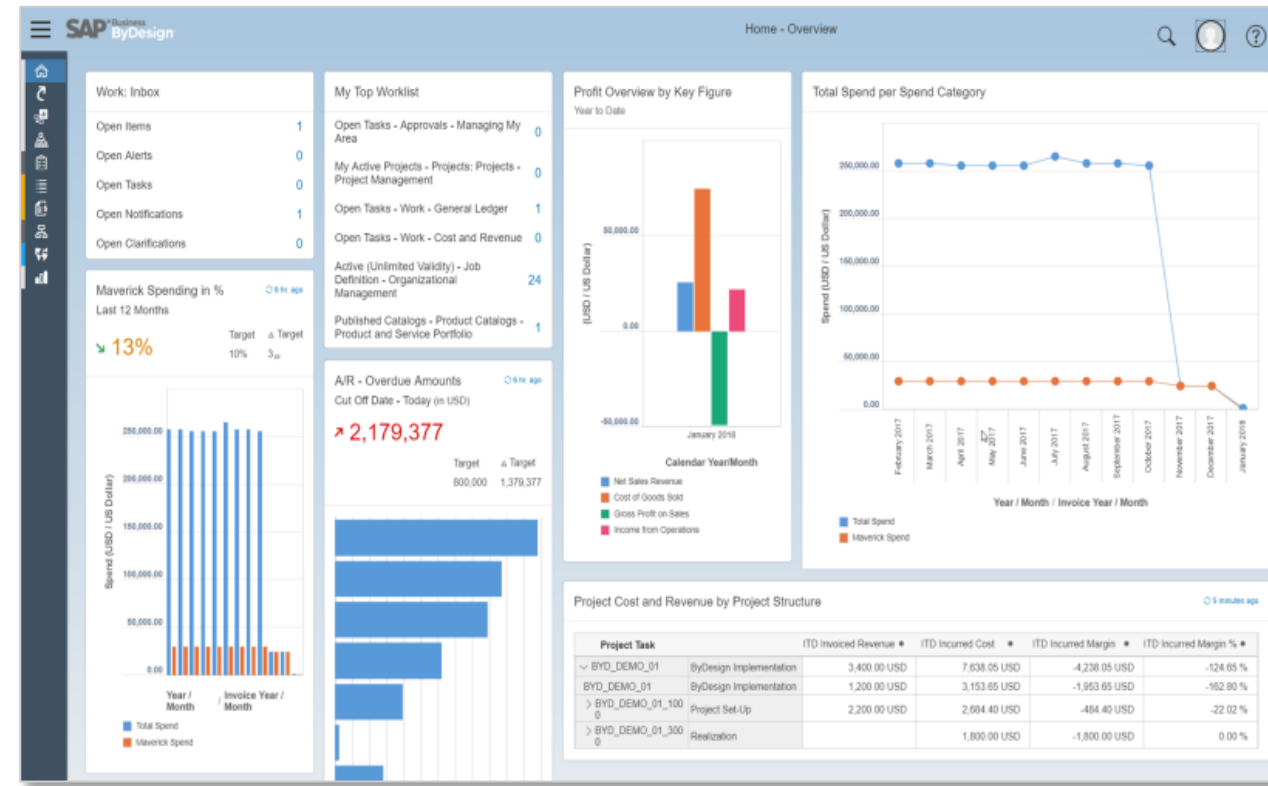 SAP Business
ByDesign
Home - Overview
Work: Inbox
Open Items 1
Open Alerts 0
Open Tasks 0
Open Notifications 1
Open Clarifications 0
Maverick Spending in %
6 hr. ago
Last 12 Months
13%
Target
△ Target
10%
250,000.00
200,000.00
150,000.00
100,000.00
50,000.00
0.00
Spend (USD / US Dollar)
Year /
Month
/
Invoice Year /
Month
Total Spend
Maverick Spend
My Top Worklist
Open Tasks - Approvals - Managing My
Area
0
My Active Projects - Projects: Projects -
Project Management
0
Open Tasks - Work - General Ledger 1
Open Tasks - Work - Cost and Revenue 0
Active (Unlimited Validity) - Job
Definition - Organizational
Management
24
Published Catalogs - Product Catalogs -
Product and Service Portfolio
1
A/R - Overdue Amounts
6 hr. ago
Cut Off Date - Today (in USD)
2,179,377
Target
△ Target
800,000
1,379,377
Profit Overview by Key Figure
Year to Date
50,000.00
0.00
-50,000.00
(USD / US Dollar)
January 2018
Calendar Year/Month
Net Sales Revenue
Cost of Goods Sold
Gross Profit on Sales
Income from Operations
Total Spend per Spend Category
250,000.00
200,000.00
150,000.00
100,000.00
50,000.00
0.00
Spend (USD / US Dollar)
February 2017
March 2017
April 2017
May 2017
June 2017
July 2017
August 2017
September 2017
October 2017
November 2017
December 2017
January 2018
Year / Month / Invoice Year / Month
Total Spend
Maverick Spend
Project Cost and Revenue by Project Structure
5 minutes ago
Project Task ITD Invoiced Revenue ITD Incurred Cost ITD Incurred Margin ITD Incurred Margin %
BYD_DEMO_01 ByDesign Implementation 3,400.00 USD 7,638.05 USD -4,238.05 USD -124.65 %
BYD_DEMO_01 ByDesign Implementation 1,200.00 USD 3,153.65 USD -1,953.65 USD -162.80 %
BYD_DEMO_01_100
0
Project Set-Up 2,200.00 USD 2,684.40 USD -484.40 USD -22.02 %
BYD_DEMO_01_300
0
Realization 1,800.00 USD -1,800.00 USD 0.00 %